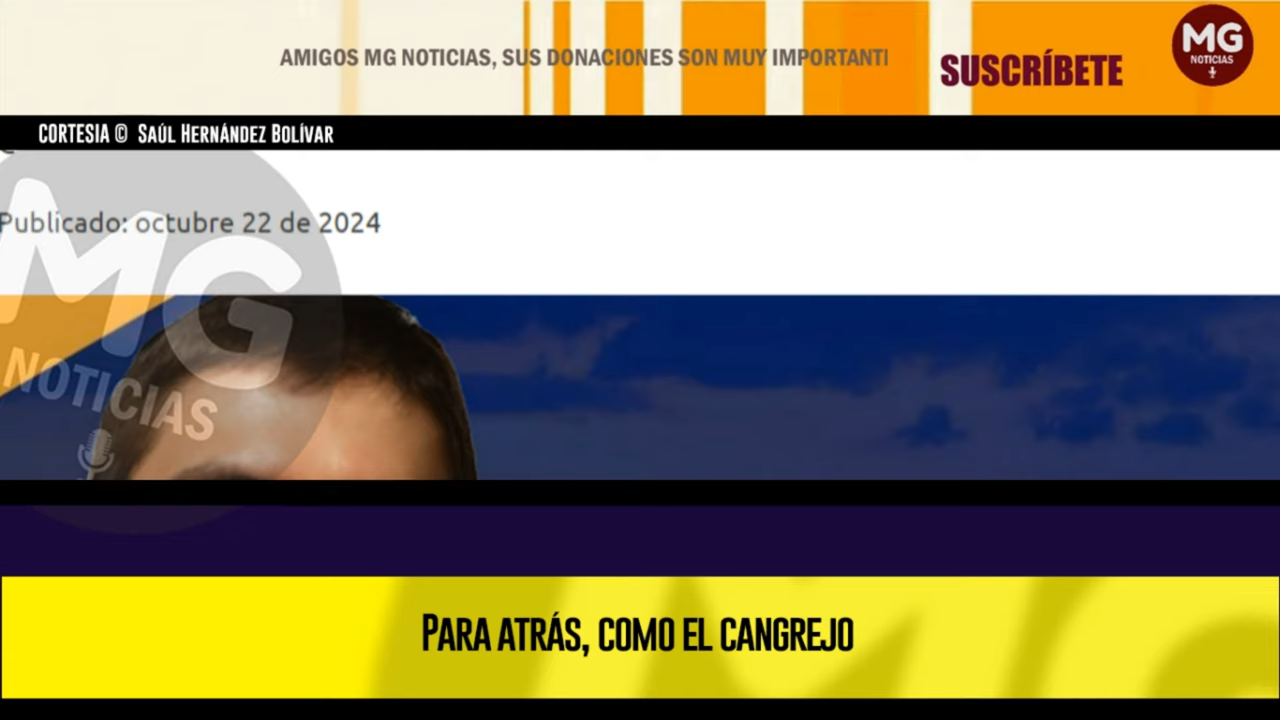 AMIGOS MG NOTICIAS, SUS DONACIONES SON MUY IMPORTANT
SUSCRÍBETE
MG
NOTICIAS
CORTESIA © SAÚL HERNÁNDEZ BOLÍVAR
Publicado: octubre 22 de 2024
MG
NOTICIAS
PARA ATRÁS, COMO EL CANGREJO